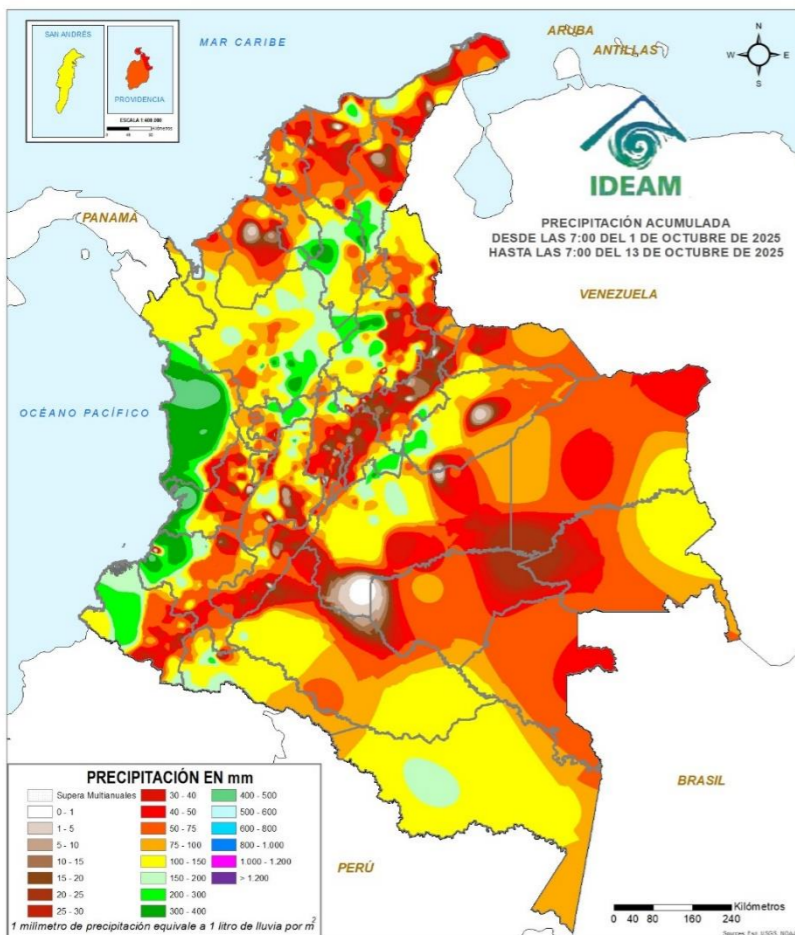 SAN ANDRÉS
PROVIDENCIA
ESCALA 1:400.000
Kilómetros
MAR CARIBE
ARUBA
ANTILLAS
N
W
E
S
IDEAM
PRECIPITACIÓN ACUMULADA
DESDE LAS 7:00 DEL 1 DE OCTUBRE DE 2025
HASTA LAS 7:00 DEL 13 DE OCTUBRE DE 2025
PANAMÁ
VENEZUELA
OCÉANO PACÍFICO
BRASIL
PERÚ
PRECIPITACIÓN EN mm
Supera Multianuales
0 - 1
1 - 5
5 - 10
10 - 15
15 - 20
20 - 25
25 - 30
30 - 40
40 - 50
50 - 75
75 - 100
100 - 150
150 - 200
200 - 300
300 - 400
400 - 500
500 - 600
600 - 800
800 - 1.000
1.000 - 1.200
> 1.200
1 milímetro de precipitación equivale a 1 litro de lluvia por m²
Kilómetros
0 40 80 160 240
Sources: Esri, USGS, NOAA